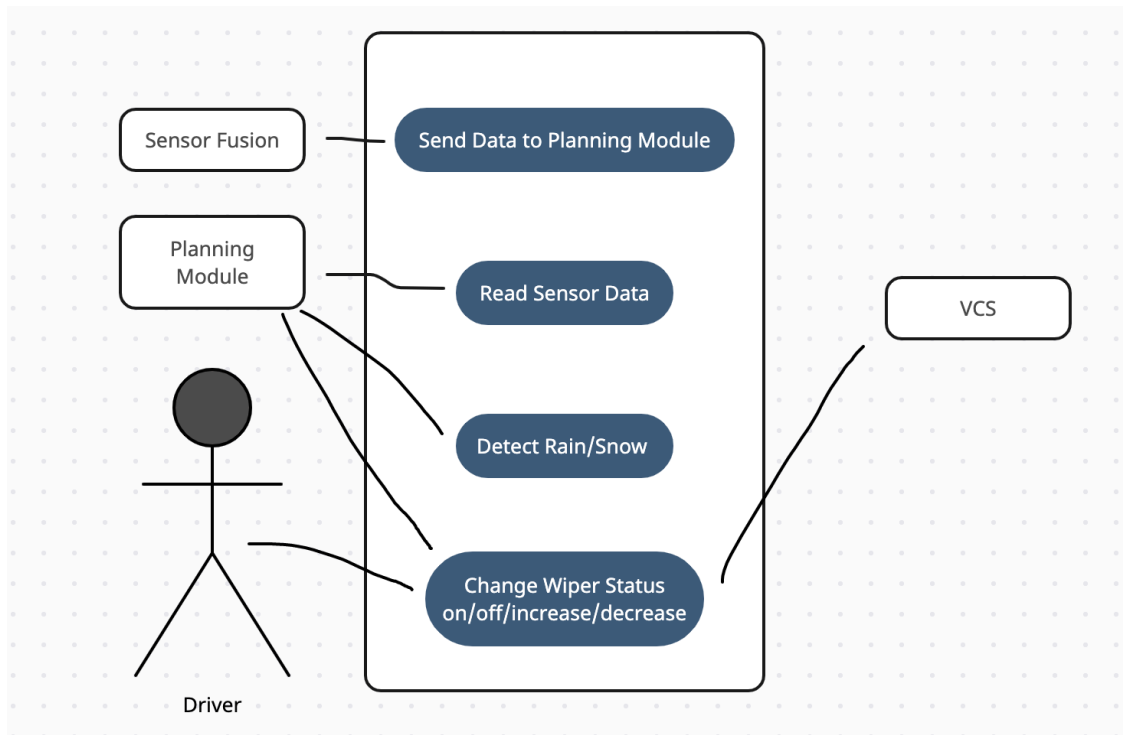 Sensor Fusion
Send Data to Planning Module
Planning
Module
Read Sensor Data
VCS
Detect Rain/Snow
Change Wiper Status
on/off/increase/decrease
Driver